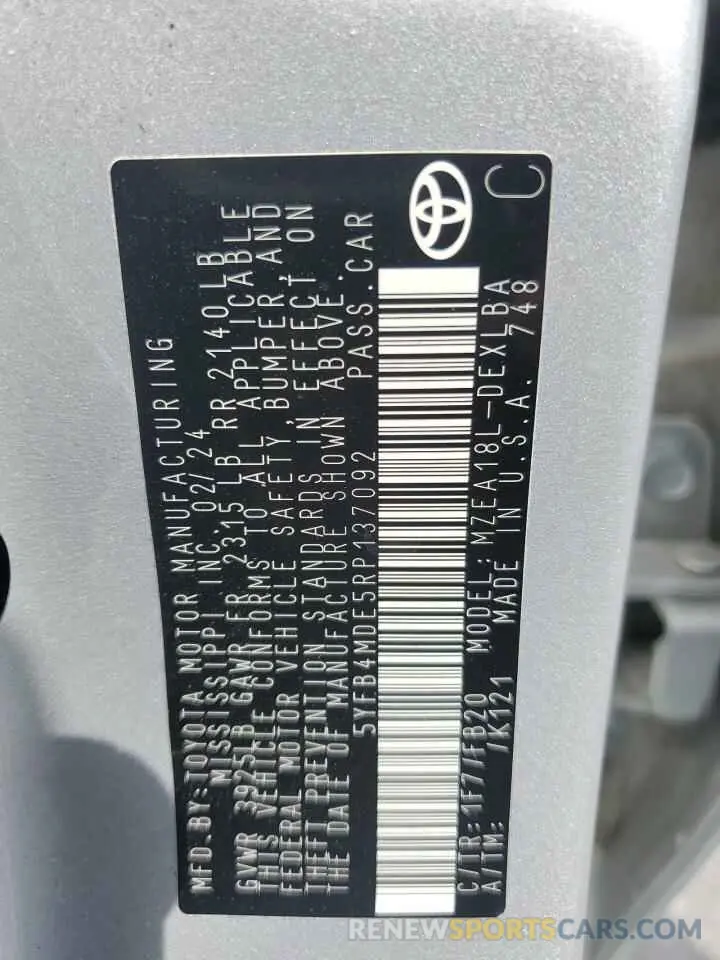 MFD BY: TOYOTA MOTOR MANUFACTURING
MISSISSIPPI INC 02/24
GVWR 3925LB GAWR FR 2315 LB RR 2140LB
THIS VEHICLE CONFORMS TO ALL APPLICABLE
FEDERAL MOTOR VEHICLE SAFETY, BUMPER, AND
THEFT PREVENTION STANDARDS IN EFFECT ON
THE DATE OF MANUFACTURE SHOWN ABOVE.
5YFB4MDE5RP137092 PASS.CAR
C/TR: 1F7/FB20 MODEL: MZEA18L-DEXLBA
A/TM: /K121 MADE IN U.S.A. 748
C
RENEWSPORTSCARS.COM